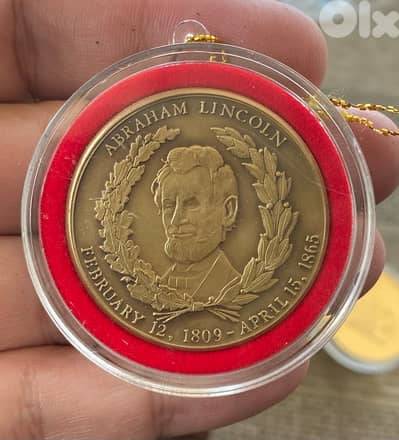 ABRAHAM LINCOLN
FEBRUARY 12, 1809 - APRIL 15, 1865
OLX